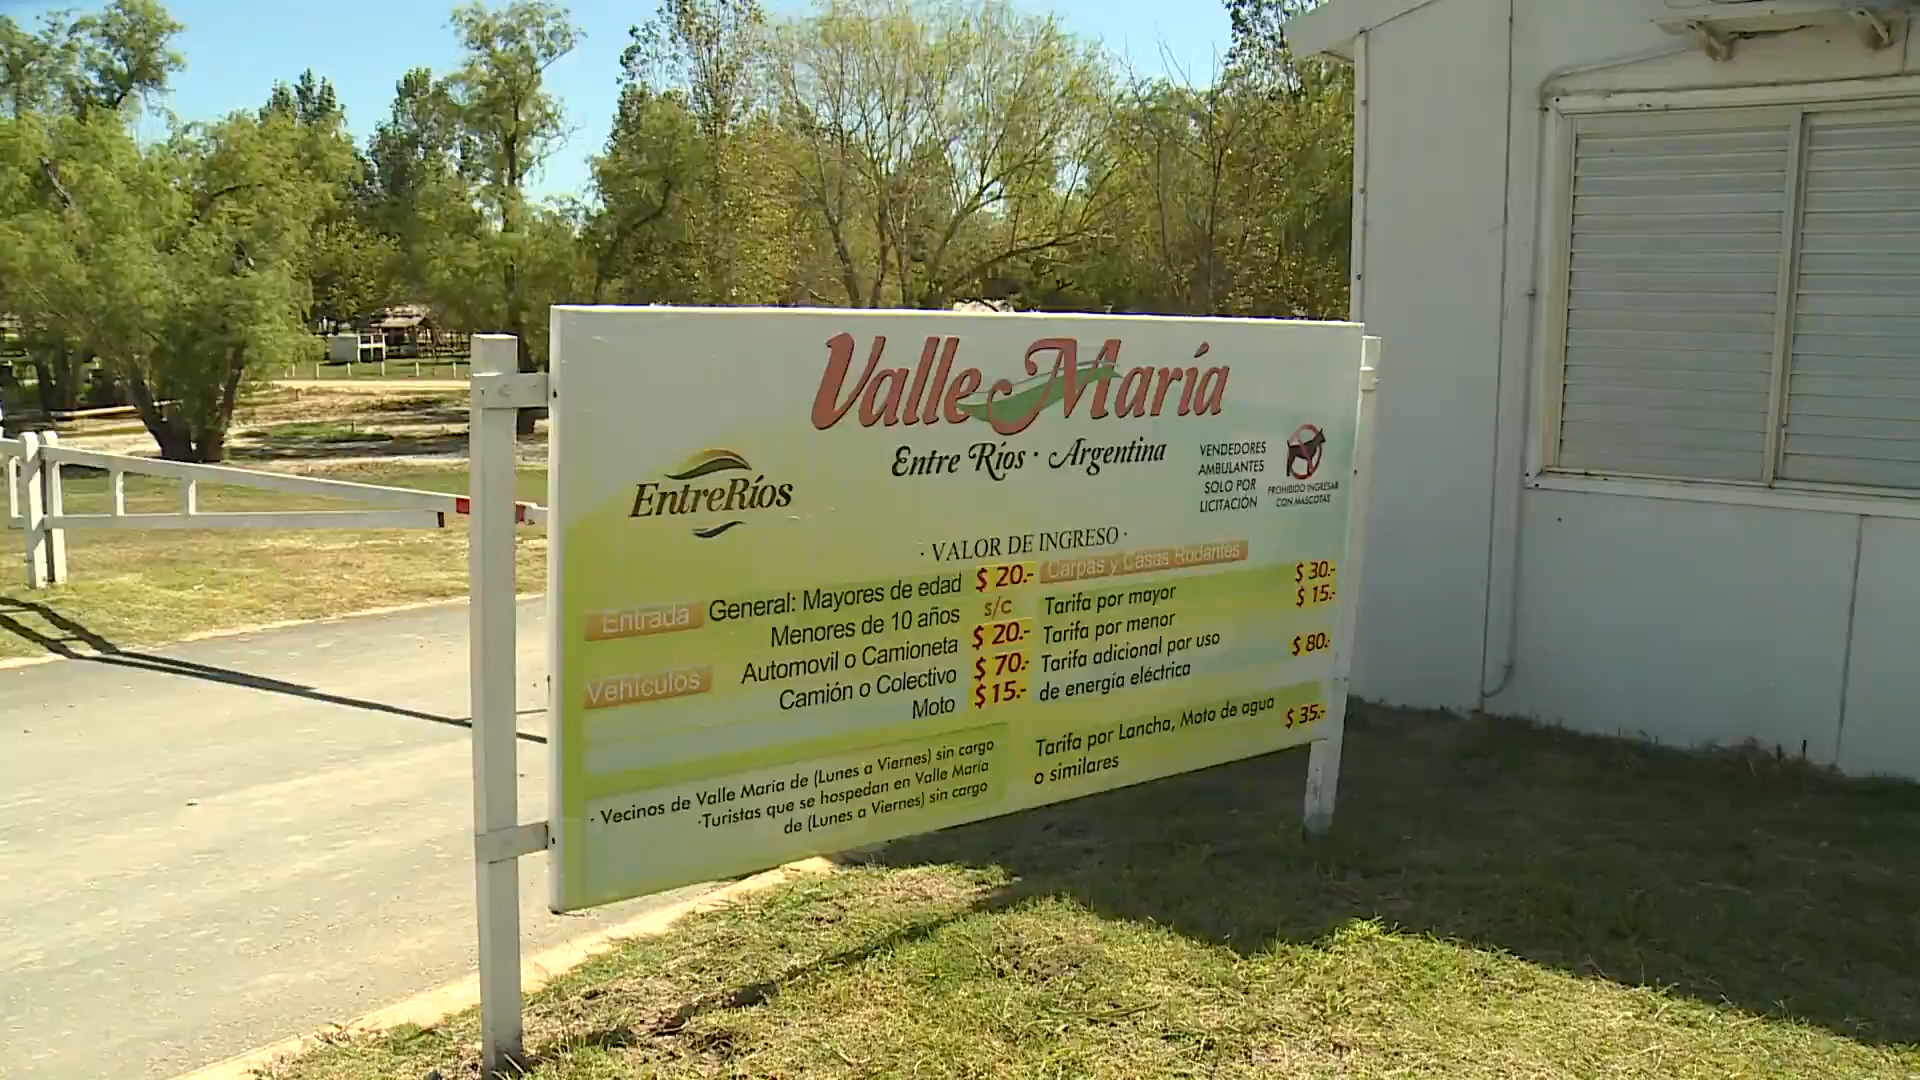 Valle María
Entre Ríos · Argentina
EntreRíos
VENDEDORES
AMBULANTES
SOLO POR
LICITACIÓN
PROHIBIDO INGRESAR
CON MASCOTAS
· VALOR DE INGRESO ·
Entrada
General: Mayores de edad $ 20.-
Menores de 10 años s/c
Vehículos
Automovil o Camioneta $ 20.-
Camión o Colectivo $ 70.-
Moto $ 15.-
· Vecinos de Valle María de (Lunes a Viernes) sin cargo
·Turistas que se hospedan en Valle María
de (Lunes a Viernes) sin cargo
Carpas y Casas Rodantes
Tarifa por mayor $ 30.-
Tarifa por menor $ 15.-
Tarifa adicional por uso
de energía eléctrica $ 80.-
Tarifa por Lancha, Moto de agua
o similares $ 35.-